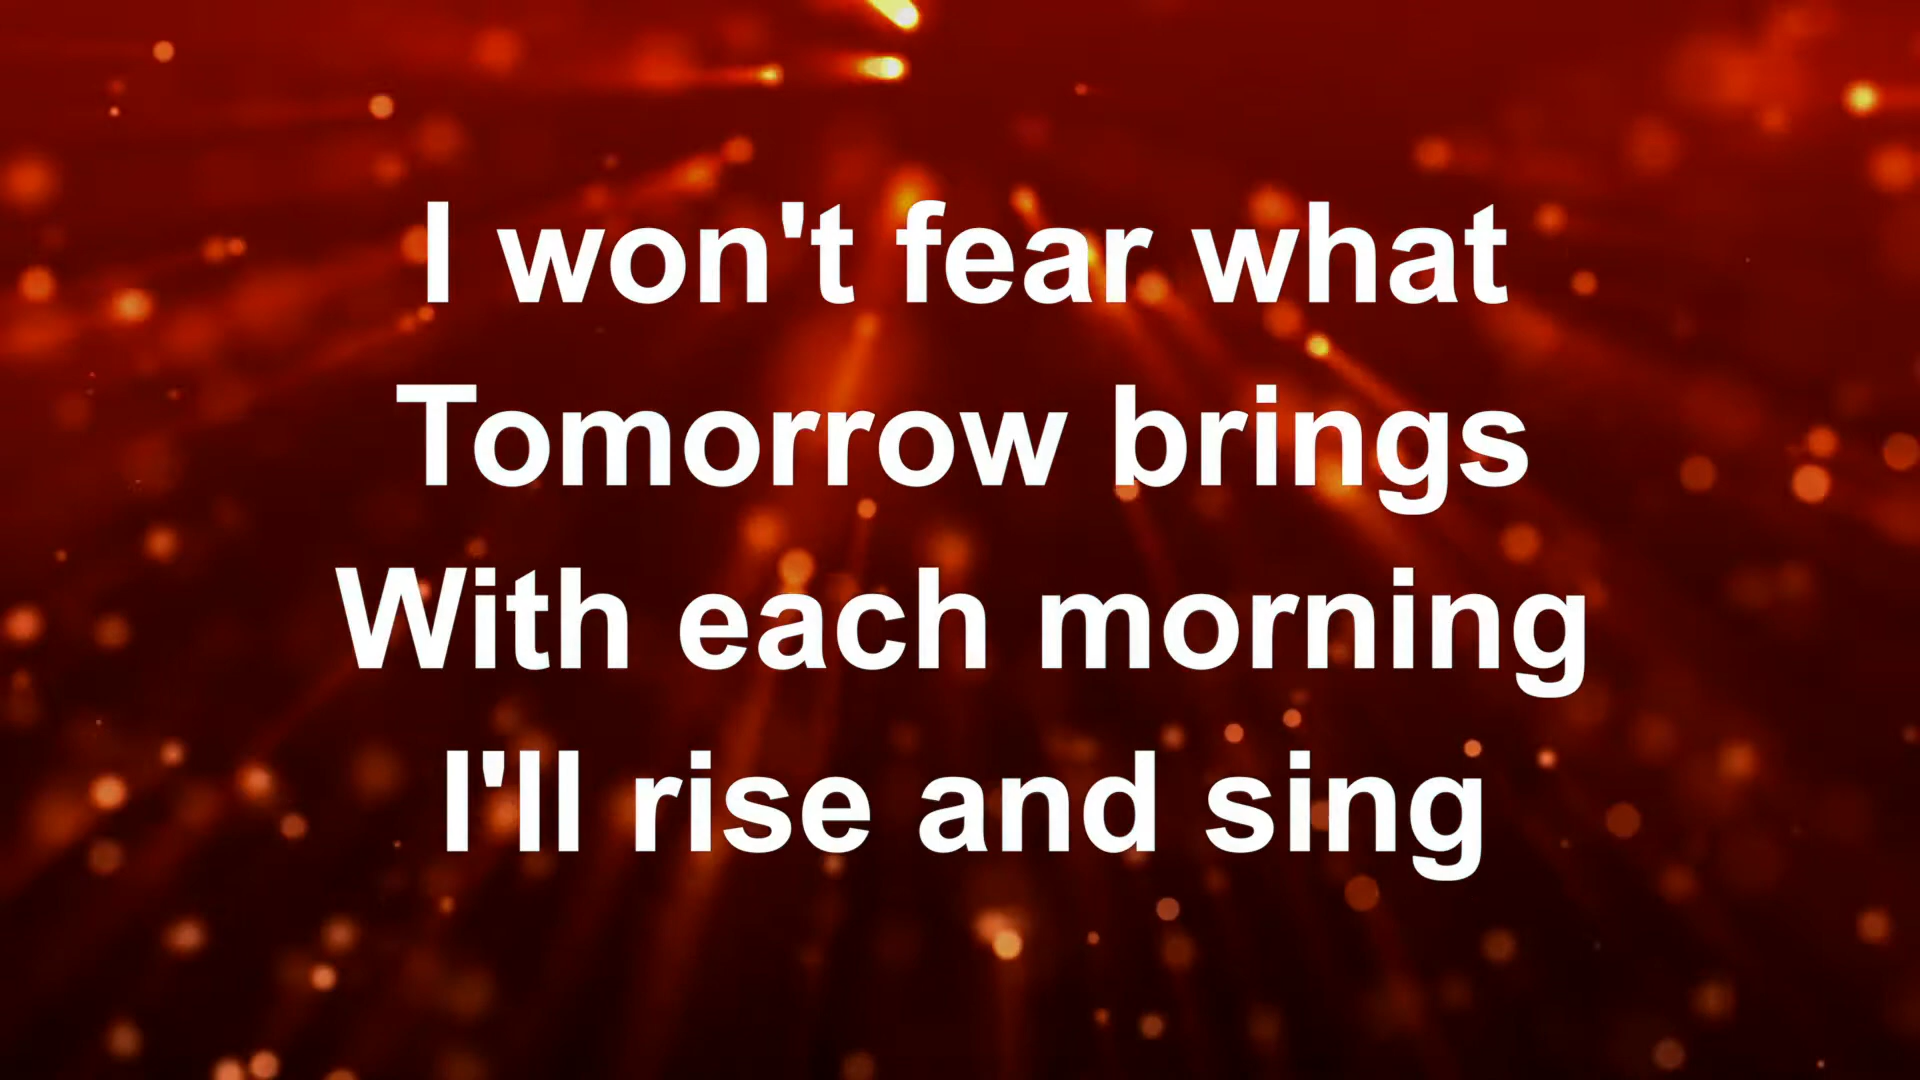 I won't fear what
Tomorrow brings
With each morning
I'll rise and sing